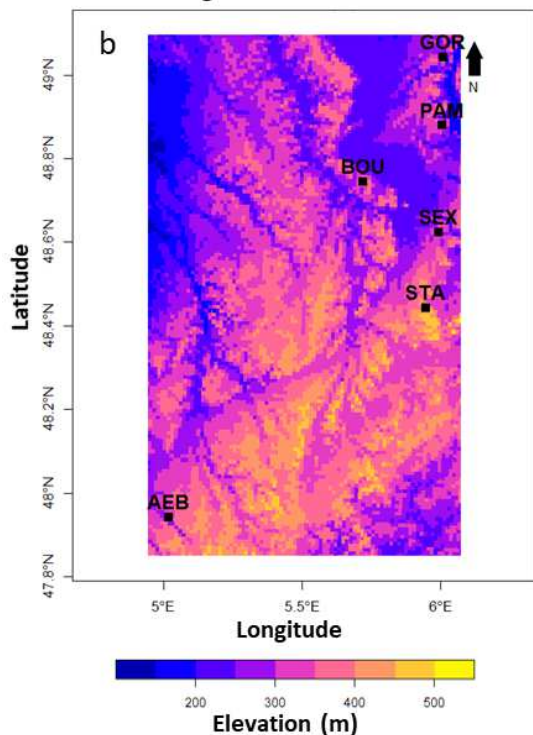 b
GOR
N
PAM
BOU
SEX
STA
AEB
49°N
48.8°N
48.6°N
48.4°N
48.2°N
48°N
47.8°N
Latitude
5°E
5.5°E
6°E
Longitude
200
300
400
500
Elevation (m)